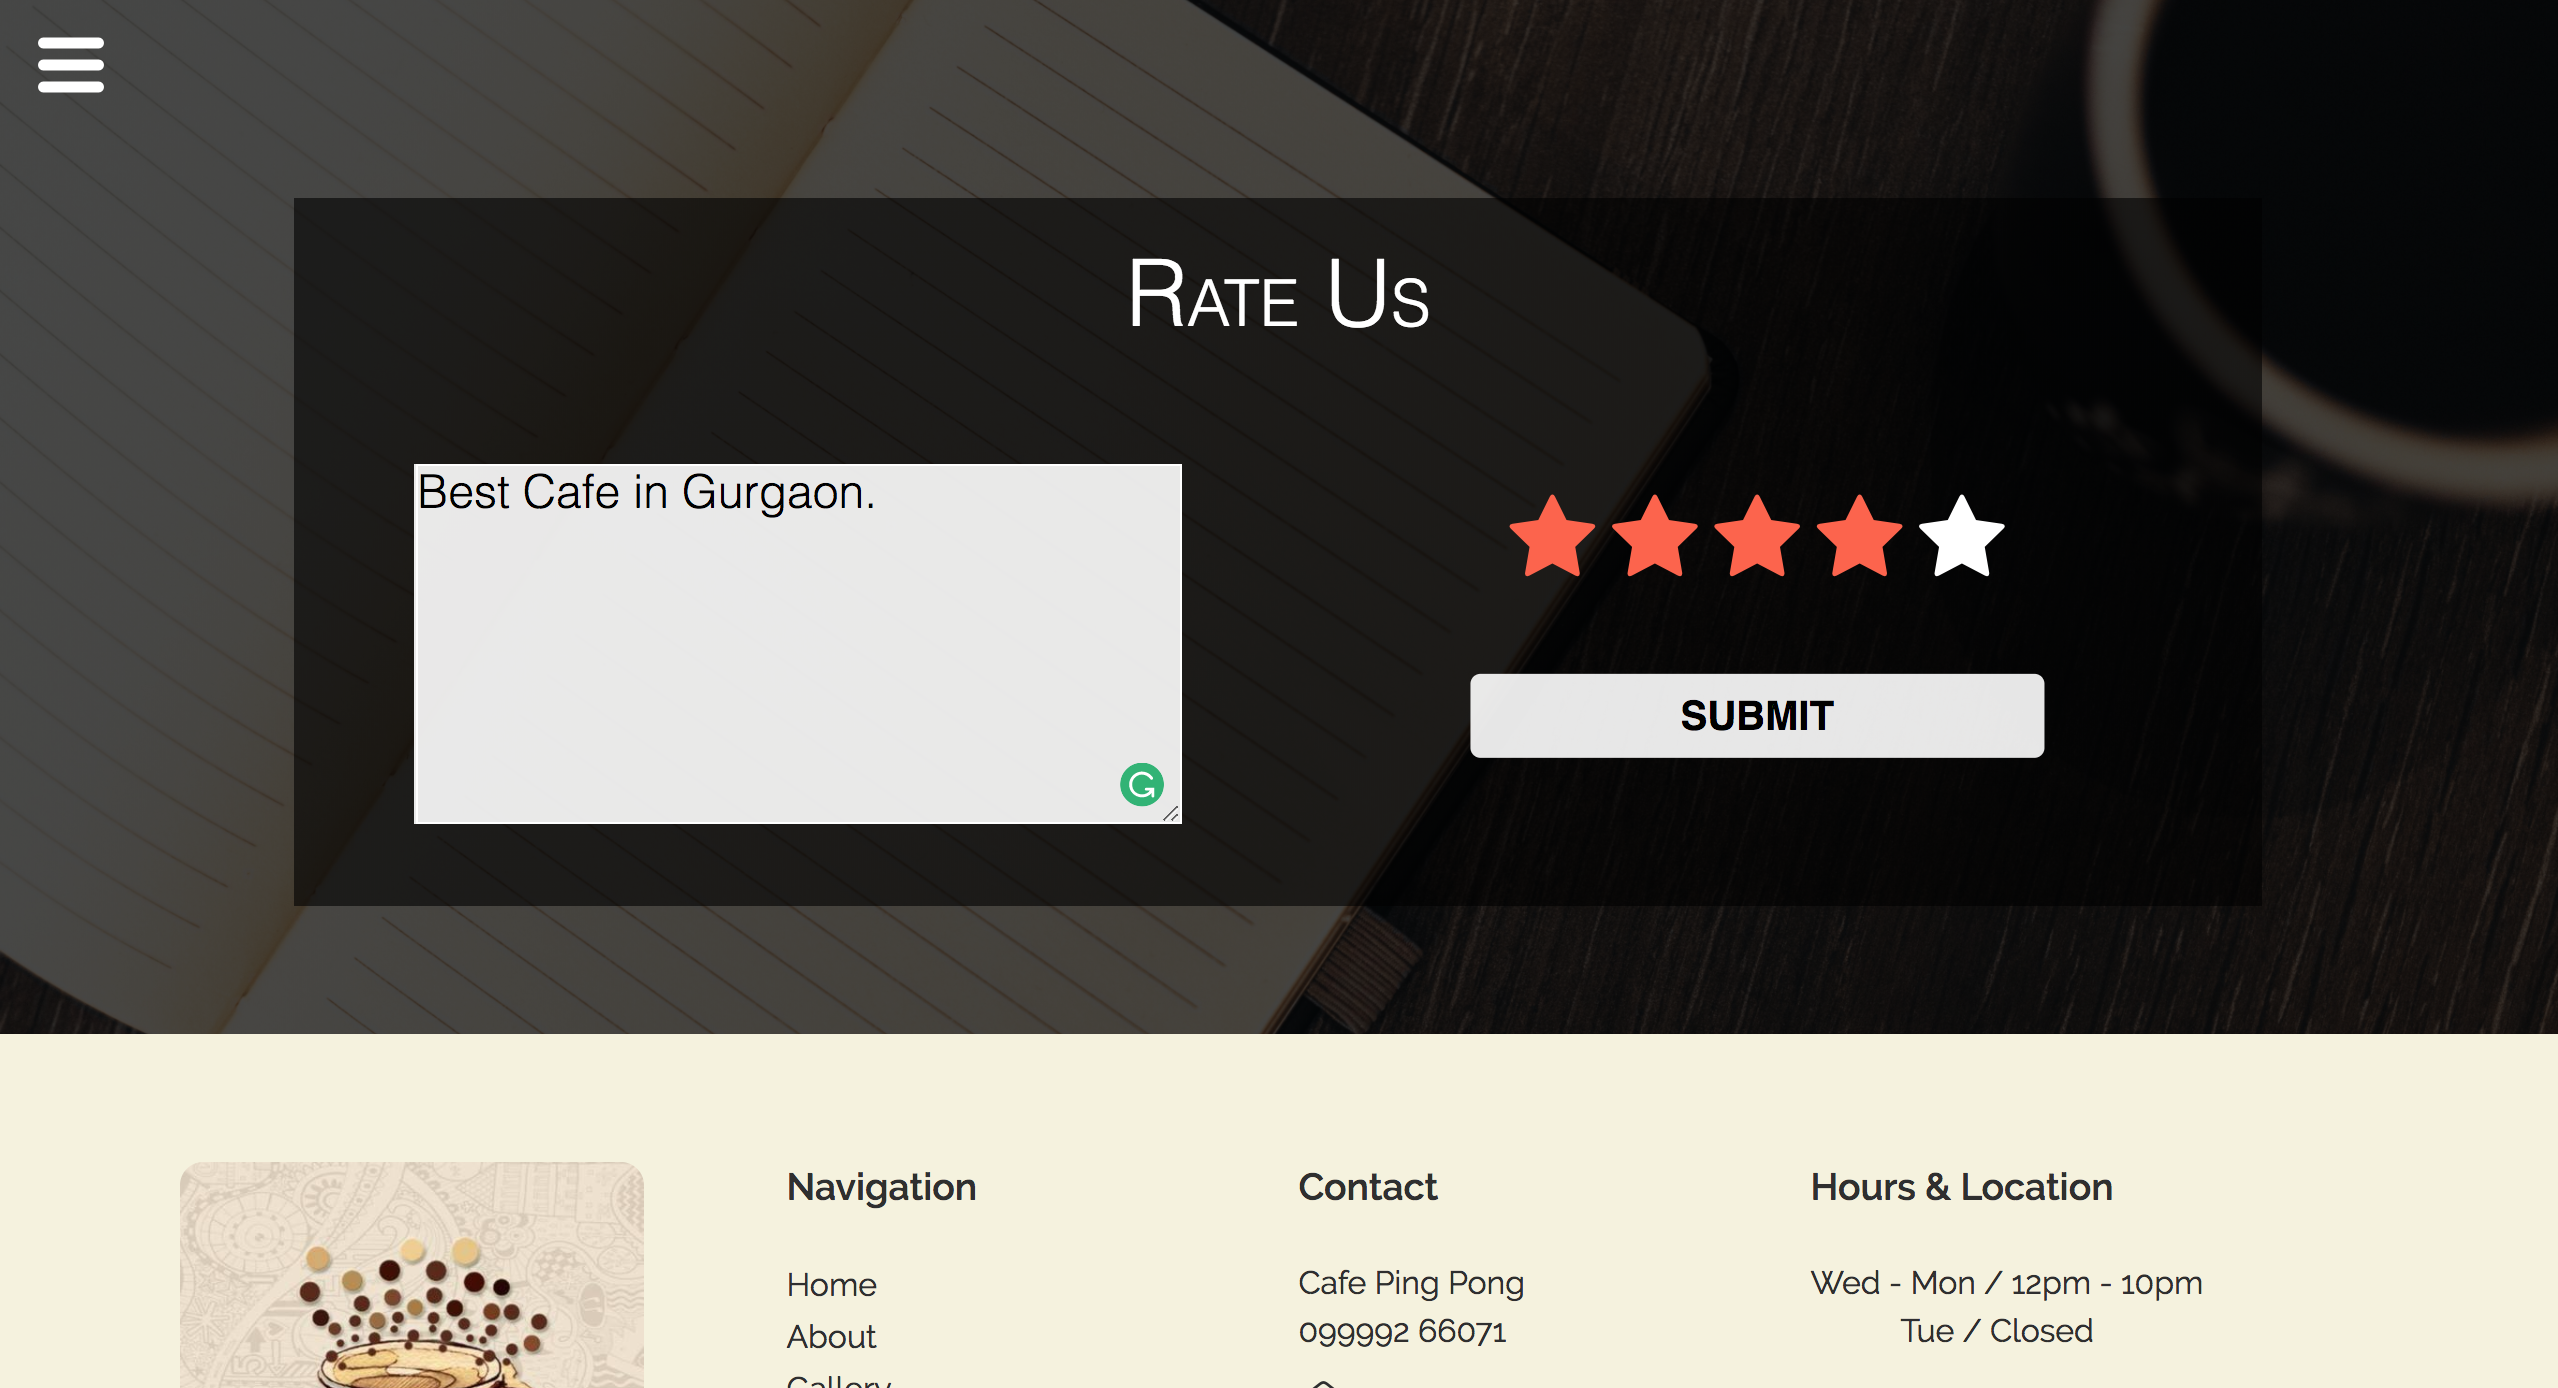 Rate Us
Best Cafe in Gurgaon.
SUBMIT
Navigation
Home
About
Gallery
Contact
Cafe Ping Pong
099992 66071
Hours & Location
Wed - Mon / 12pm - 10pm
Tue / Closed